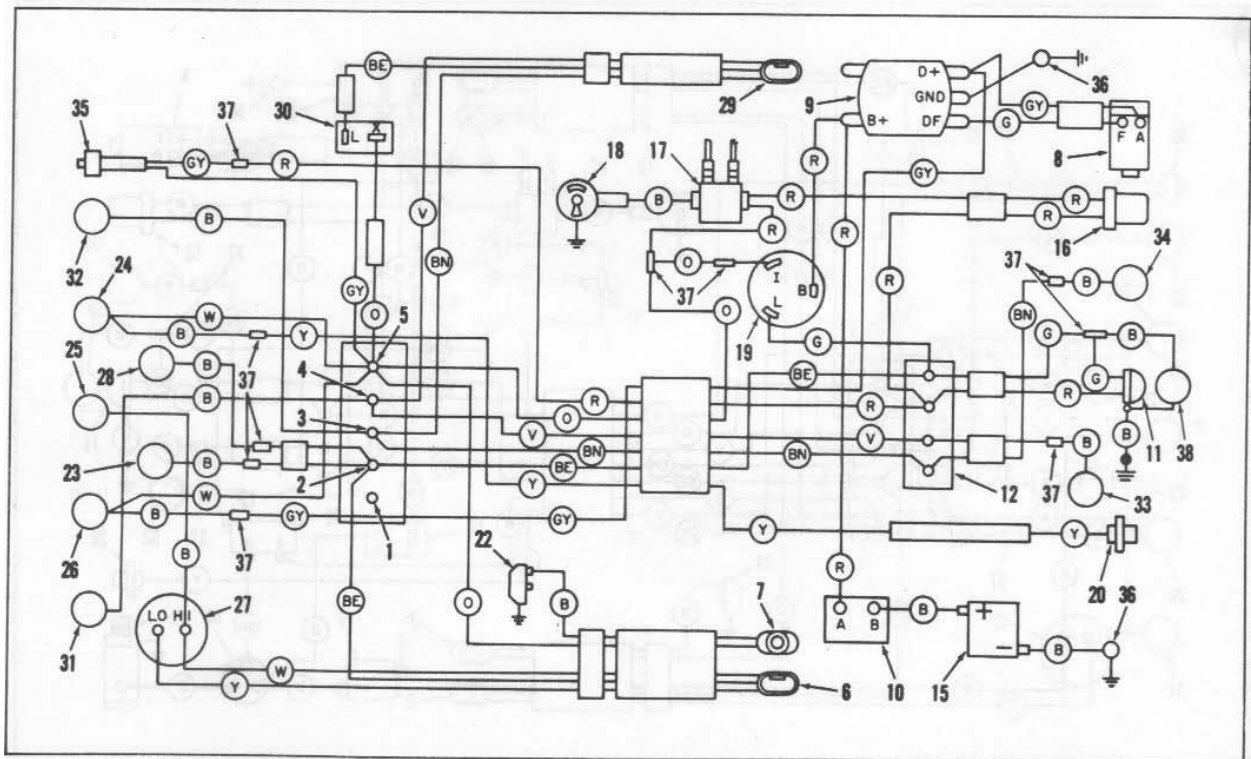 BE
D+
36
37
30
L
X
29
9
GND
B+
DF
GY
G
F A
8
35
GY
R
18
17
R
GY
V
B
R
R
R
R
16
32
B
24
BN
R
O
37
I
B
L
19
R
37
B
34
BN
GY
O
W
5
B
Y
O
G
G
B
25
28
B
37
4
BE
G
38
B
R
O
R
R
11
3
V
V
B
23
B
2
BN
BE
BN
B
12
37
33
W
Y
26
B
37
GY
1
GY
Y
Y
20
B
22
R
BE
O
B
7
LO HI
27
31
A B
B
+
−
B
36
W
Y
6
10
15